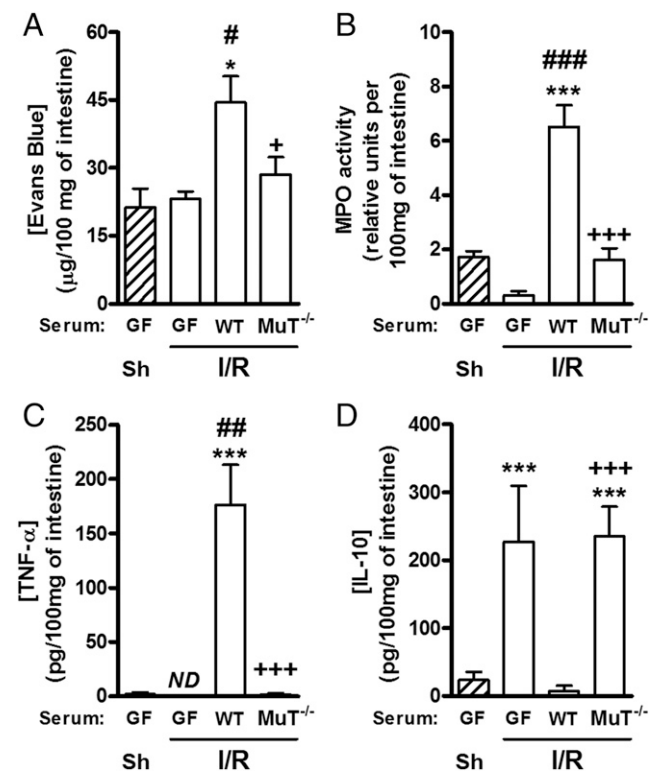 A
[Evans Blue]
(μg/100 mg of intestine)
60
45
30
15
0
#
*
+
Serum: GF GF WT MuT-/-
Sh I/R
B
MPO activity
(relative units per
100mg of intestine)
10
8
6
4
2
0
###
***
+++
GF GF WT MuT-/-
Sh I/R
C
[TNF-α]
(pg/100mg of intestine)
250
200
150
100
50
0
##
***
ND
+++
Serum: GF GF WT MuT-/-
Sh I/R
D
[IL-10]
(pg/100mg of intestine)
400
300
200
100
0
***
+++
***
Serum: GF GF WT MuT-/-
Sh I/R